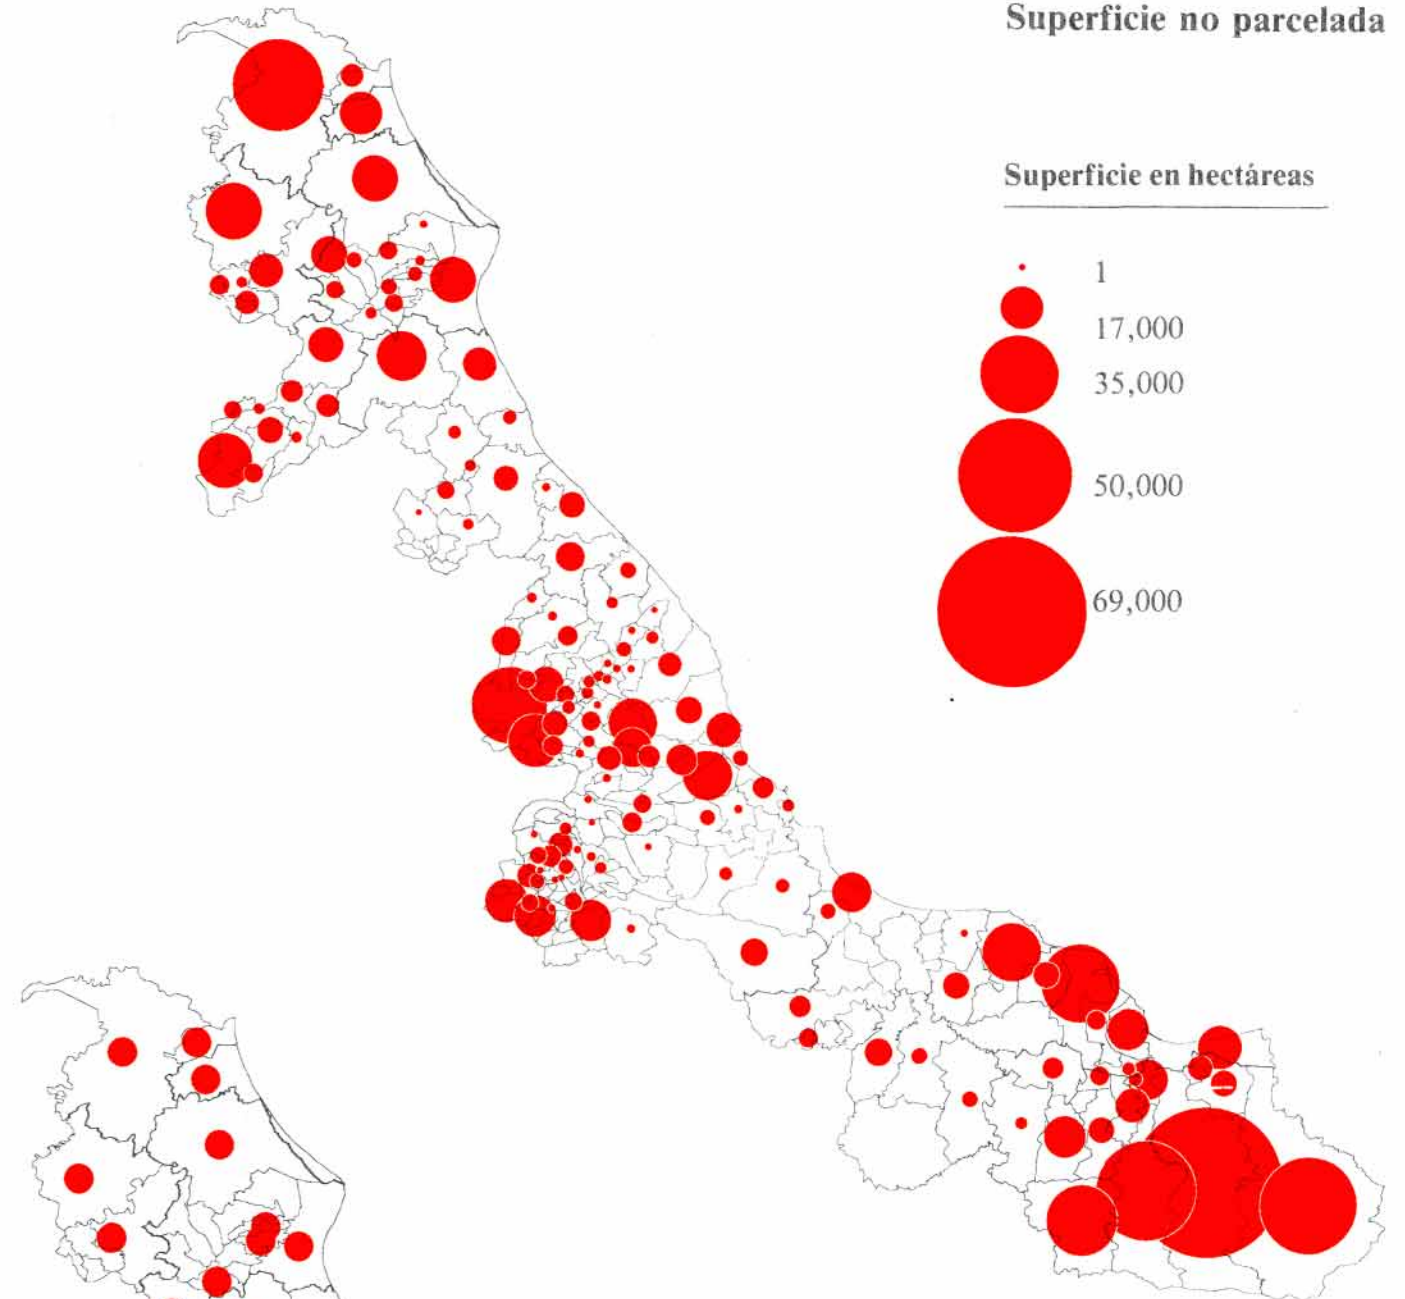 Superficie no parcelada
Superficie en hectáreas
1
17,000
35,000
50,000
69,000